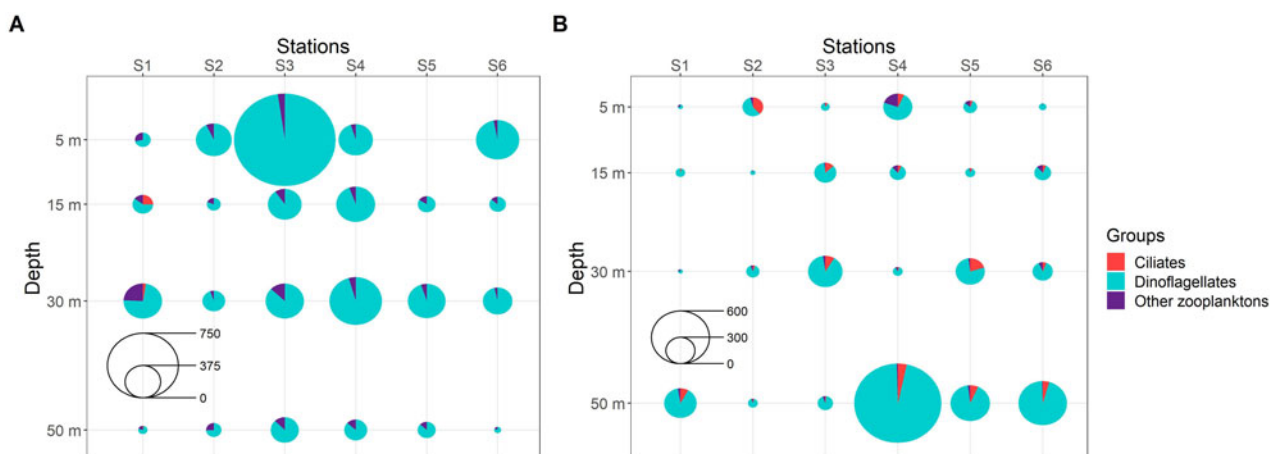 A
Stations
S1 S2 S3 S4 S5 S6
5 m
15 m
30 m
50 m
Depth
750
375
0
B
Stations
S1 S2 S3 S4 S5 S6
5 m
15 m
30 m
50 m
Depth
600
300
0
Groups
Ciliates
Dinoflagellates
Other zooplanktons